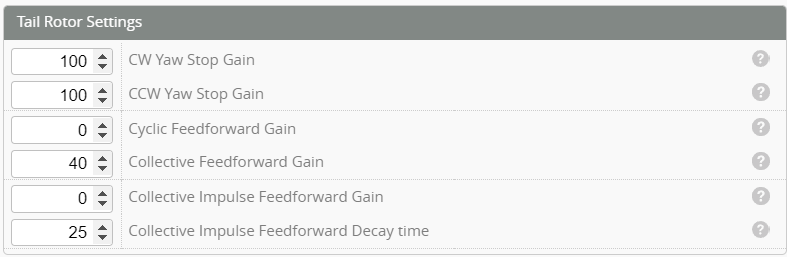 Tail Rotor Settings
100 CW Yaw Stop Gain ?
100 CCW Yaw Stop Gain ?
0 Cyclic Feedforward Gain ?
40 Collective Feedforward Gain ?
0 Collective Impulse Feedforward Gain ?
25 Collective Impulse Feedforward Decay time ?